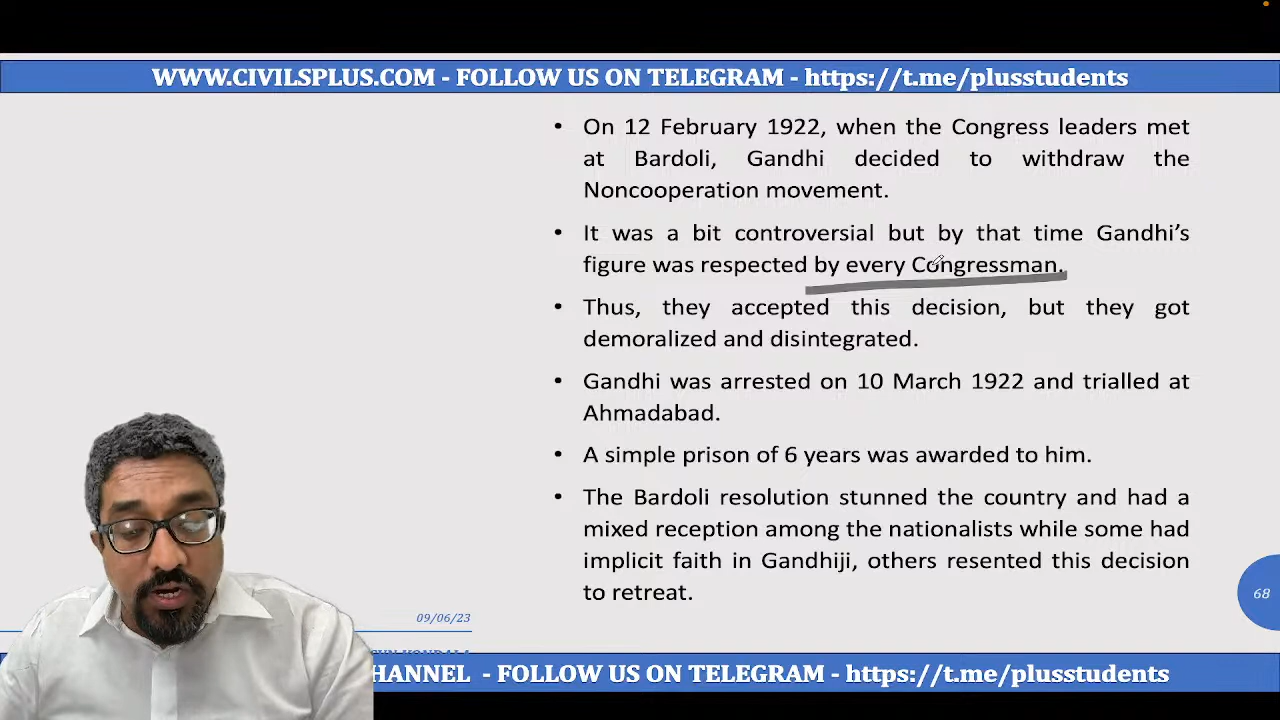 WWW.CIVILSPLUS.COM - FOLLOW US ON TELEGRAM - https://t.me/plusstudents
• On 12 February 1922, when the Congress leaders met
at Bardoli, Gandhi decided to withdraw the
Noncooperation movement.
• It was a bit controversial but by that time Gandhi’s
figure was respected by every Congressman.
• Thus, they accepted this decision, but they got
demoralized and disintegrated.
• Gandhi was arrested on 10 March 1922 and trialled at
Ahmadabad.
• A simple prison of 6 years was awarded to him.
• The Bardoli resolution stunned the country and had a
mixed reception among the nationalists while some had
implicit faith in Gandhiji, others resented this decision
to retreat.
68
09/06/23
HANNEL - FOLLOW US ON TELEGRAM - https://t.me/plusstudents